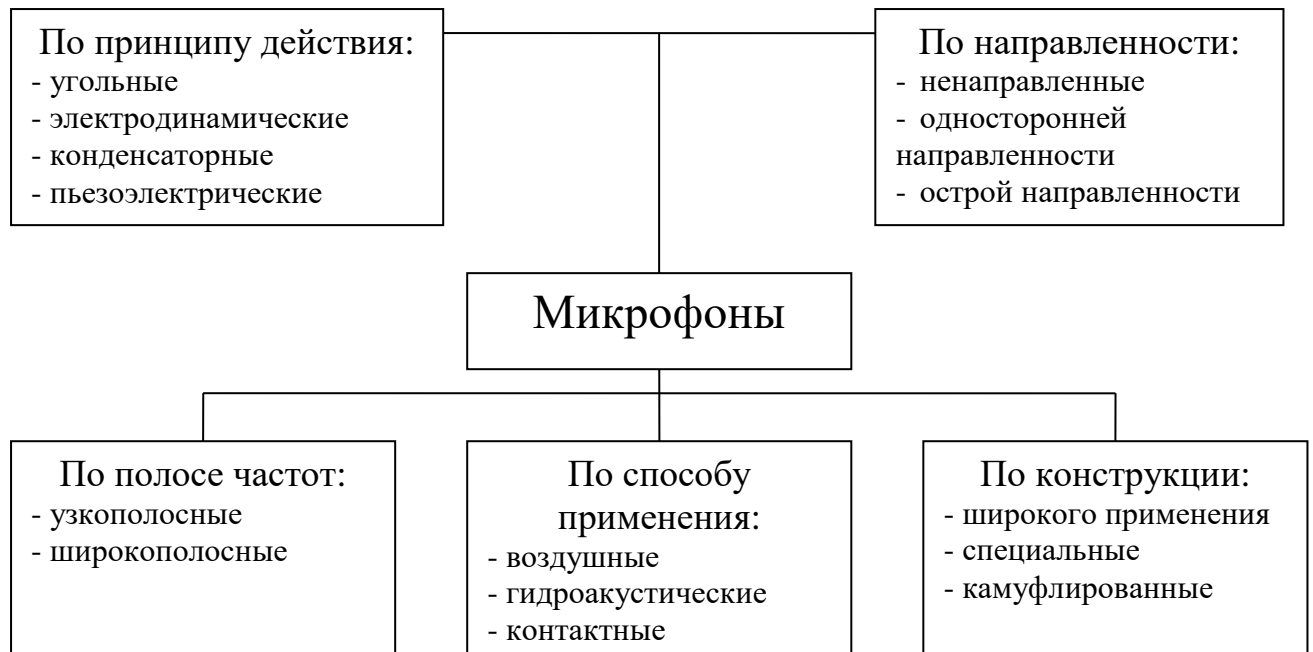 По принципу действия:
- угольные
- электродинамические
- конденсаторные
- пьезоэлектрические
По направленности:
- ненаправленные
- односторонней
направленности
- острой направленности
Микрофоны
По полосе частот:
- узкополосные
- широкополосные
По способу
применения:
- воздушные
- гидроакустические
- контактные
По конструкции:
- широкого применения
- специальные
- камуфлированные